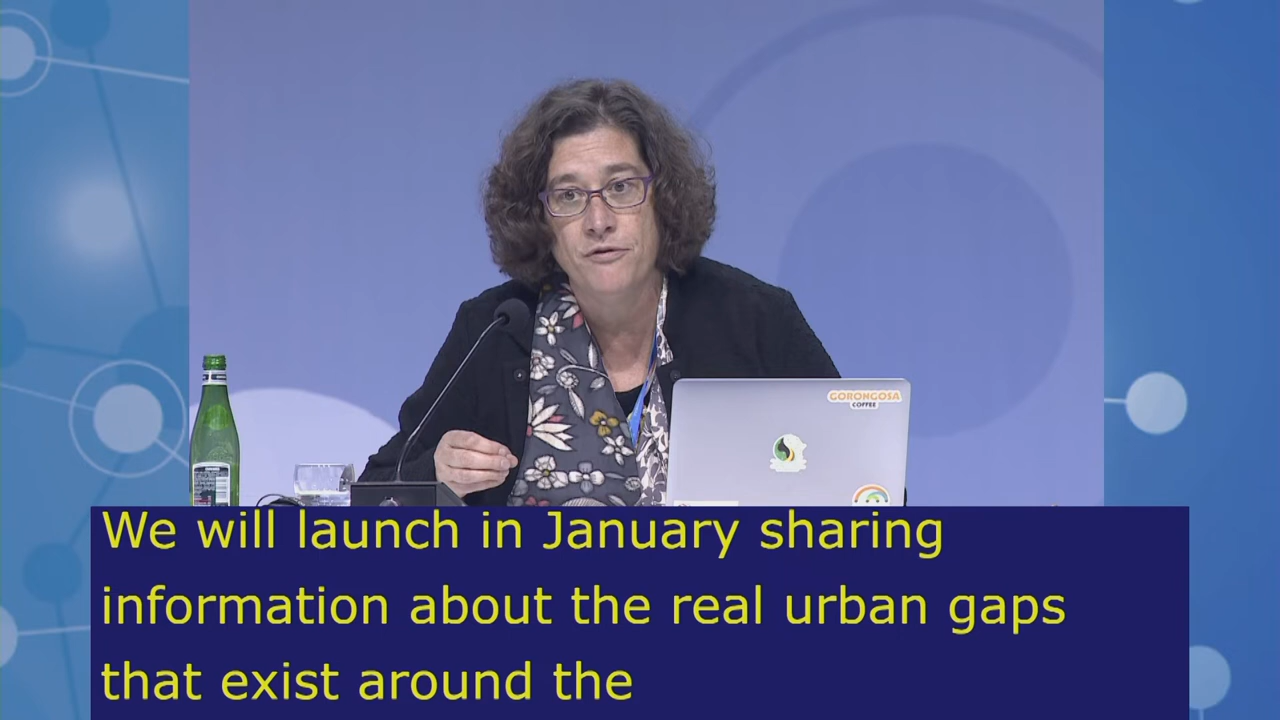 GORONGOSA
COFFEE
We will launch in January sharing
information about the real urban gaps
that exist around the